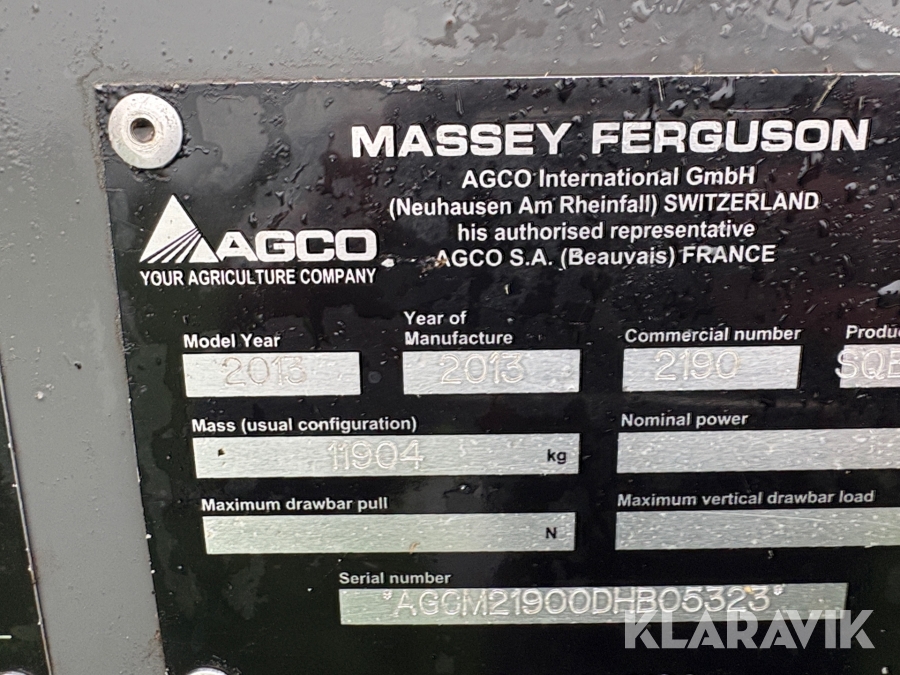 MASSEY FERGUSON
AGCO International GmbH
(Neuhausen Am Rheinfall) SWITZERLAND
his authorised representative
AGCO S.A. (Beauvais) FRANCE
AGCO
YOUR AGRICULTURE COMPANY
Model Year
2013
Year of
Manufacture
2013
Commercial number
2190
Produc
SQB
Mass (usual configuration)
11904 kg
Nominal power
Maximum drawbar pull
N
Maximum vertical drawbar load
Serial number
*AGCM21900DHB05323*
KLARAVIK